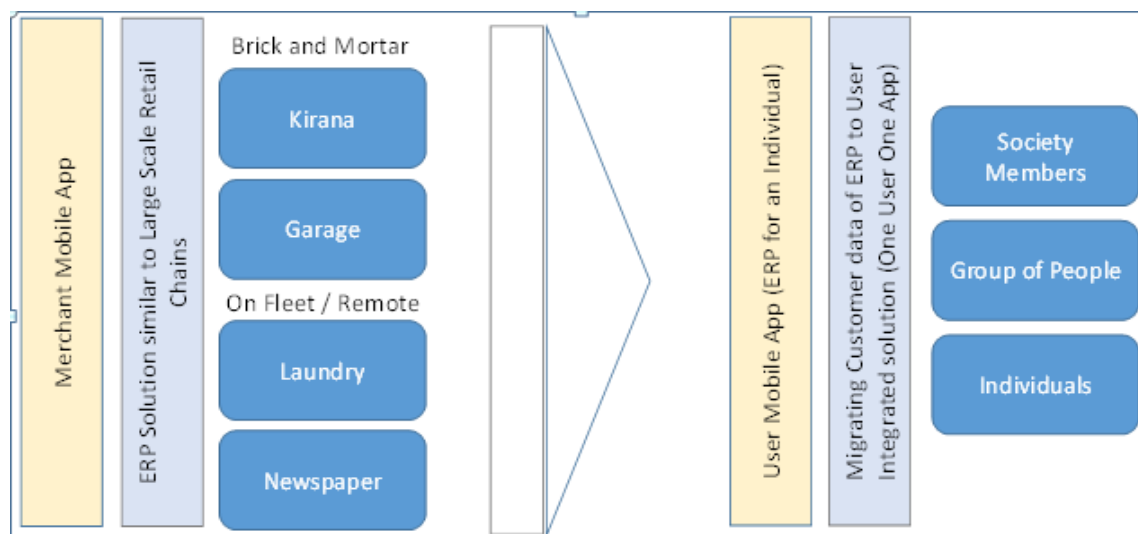 Merchant Mobile App
ERP Solution similar to Large Scale Retail
Chains
Brick and Mortar
Kirana
Garage
On Fleet / Remote
Laundry
Newspaper
User Mobile App (ERP for an Individual)
Migrating Customer data of ERP to User
Integrated solution (One User One App)
Society
Members
Group of People
Individuals